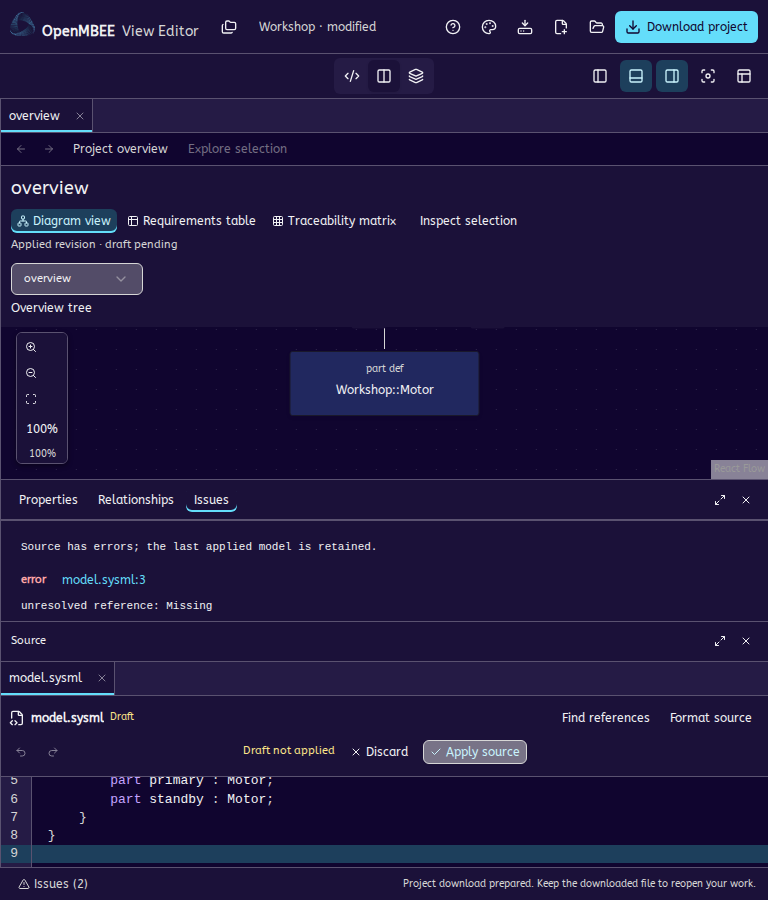 OpenMBEE View Editor
Workshop · modified
Download project
overview
Project overview
Explore selection
overview
Diagram view
Requirements table
Traceability matrix
Inspect selection
Applied revision · draft pending
overview
Overview tree
part def
Workshop::Motor
100%
100%
React Flow
Properties
Relationships
Issues
Source has errors; the last applied model is retained.
error model.sysml:3
unresolved reference: Missing
Source
model.sysml
model.sysml Draft
Find references
Format source
Draft not applied
Discard
Apply source
5 part primary : Motor;
6 part standby : Motor;
7 }
8 }
9
Issues (2)
Project download prepared. Keep the downloaded file to reopen your work.